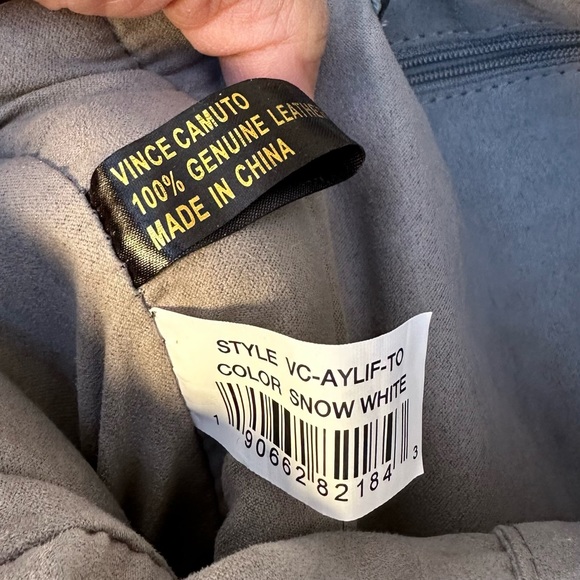 VINCE CAMUTO
100% GENUINE LEATHER
MADE IN CHINA
STYLE VC-AYLIF-TO
COLOR SNOW WHITE
1 90662 82184 3